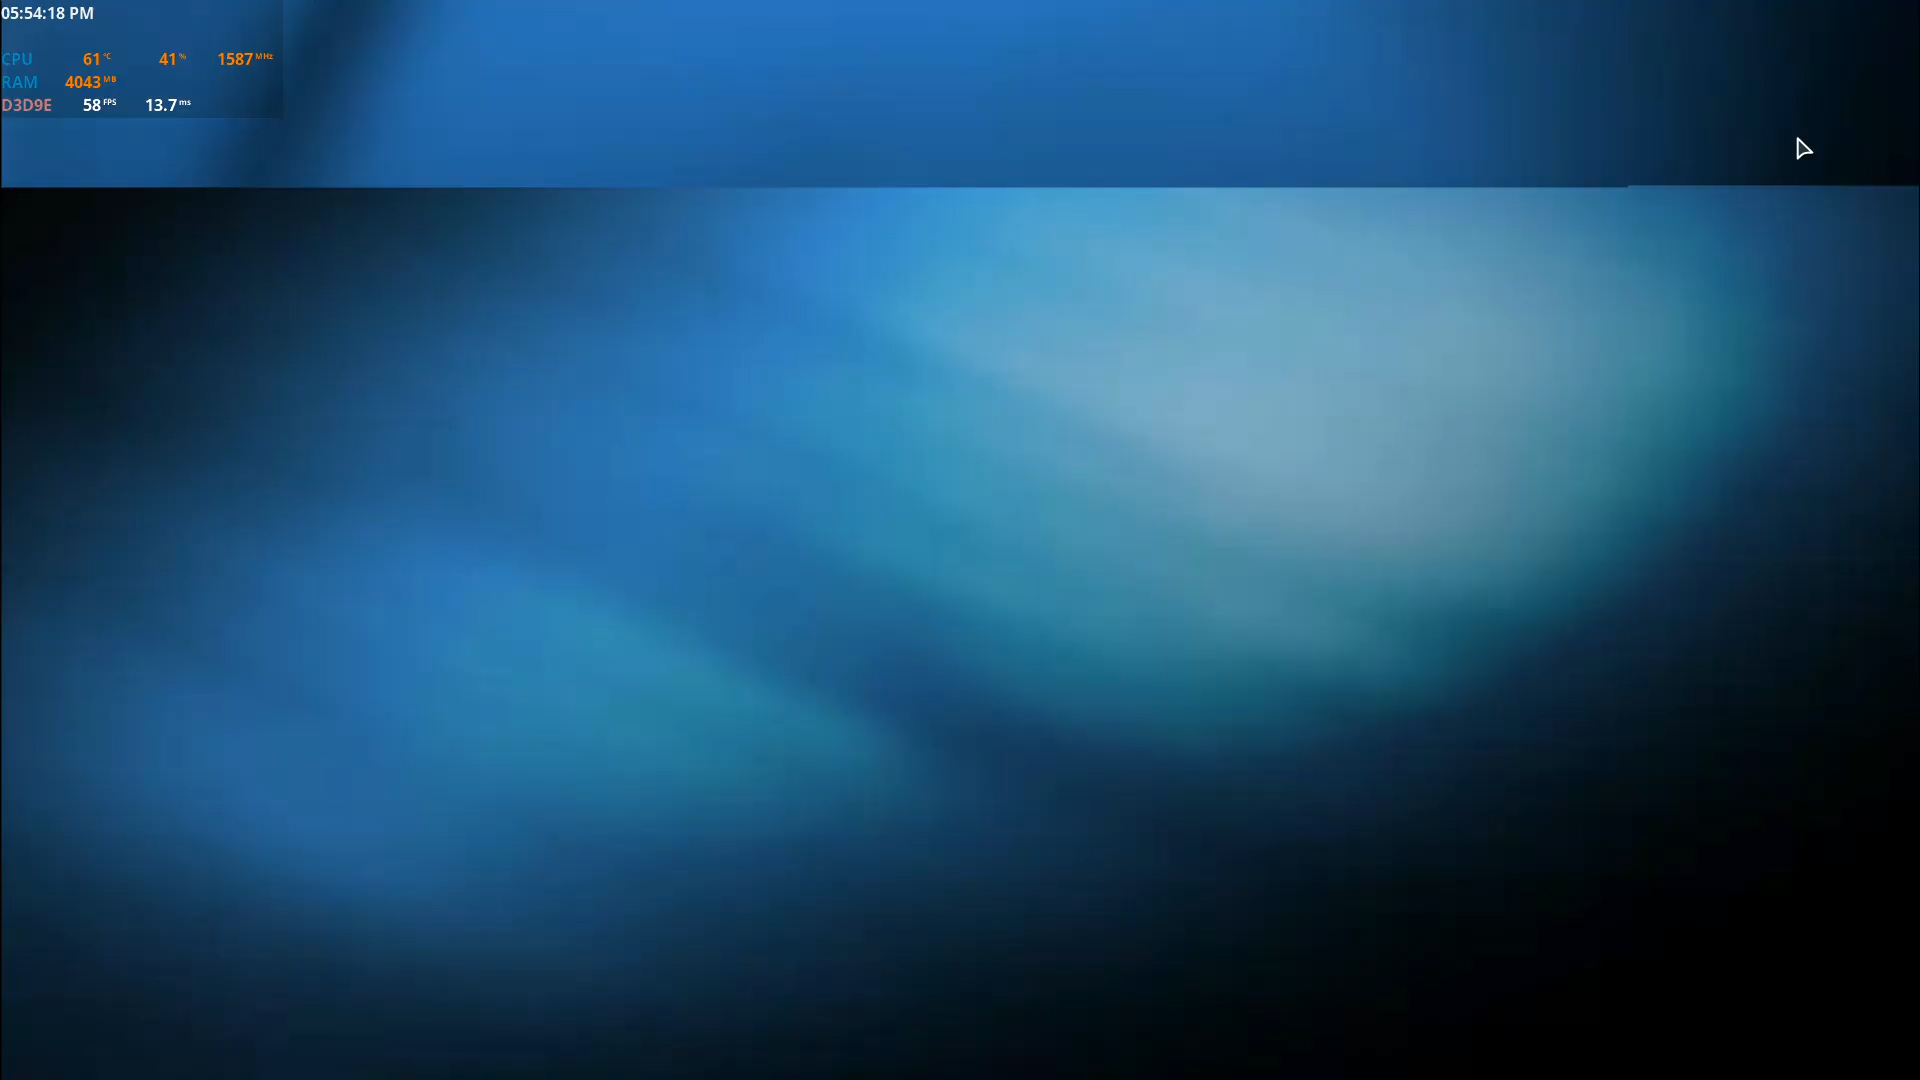 05:54:18 PM
CPU 61 °C 41 % 1587 MHz
RAM 4043 MB
D3D9E 58 FPS 13.7 ms